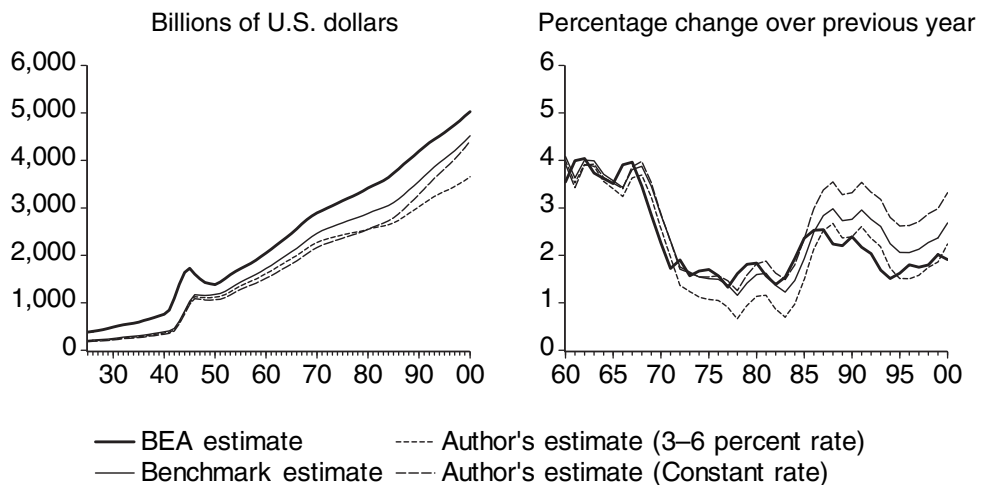 Billions of U.S. dollars
6,000
5,000
4,000
3,000
2,000
1,000
0
30 40 50 60 70 80 90 00
Percentage change over previous year
6
5
4
3
2
1
0
60 65 70 75 80 85 90 95 00
BEA estimate
Author's estimate (3–6 percent rate)
Benchmark estimate
Author's estimate (Constant rate)